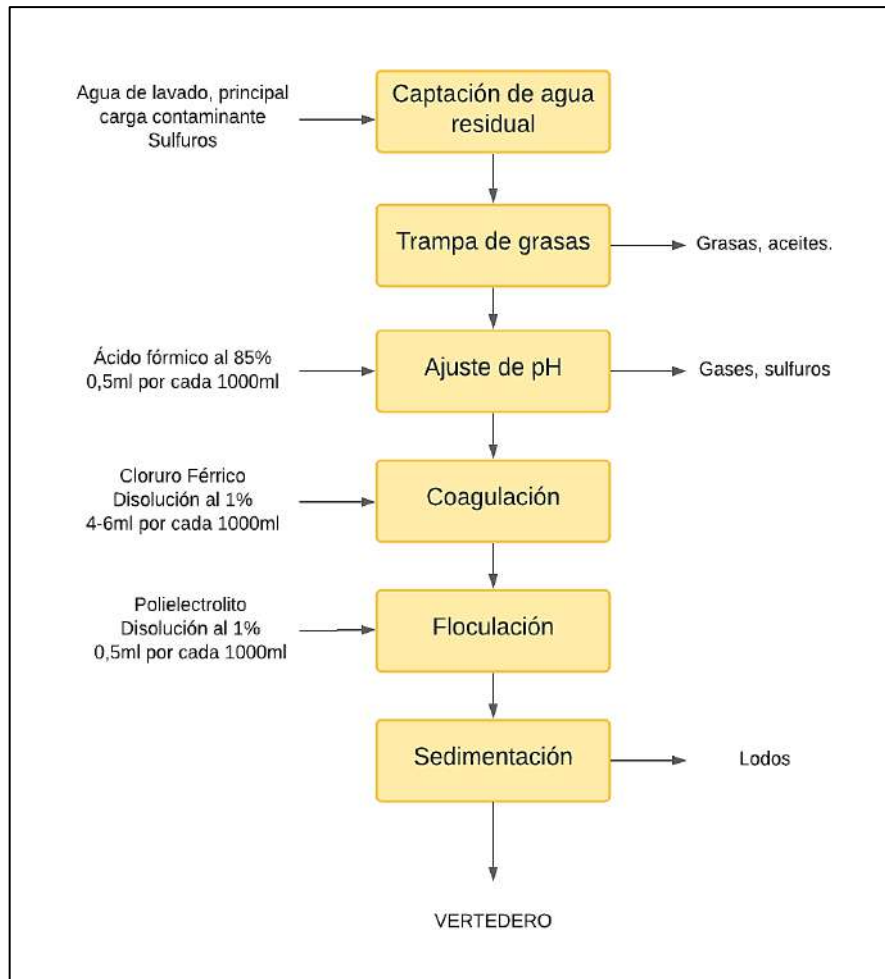 Agua de lavado, principal
carga contaminante
Sulfuros
Captación de agua
residual
Trampa de grasas
Grasas, aceites.
Ácido fórmico al 85%
0,5ml por cada 1000ml
Ajuste de pH
Gases, sulfuros
Cloruro Férrico
Disolución al 1%
4-6ml por cada 1000ml
Coagulación
Polielectrolito
Disolución al 1%
0,5ml por cada 1000ml
Floculación
Sedimentación
Lodos
VERTEDERO